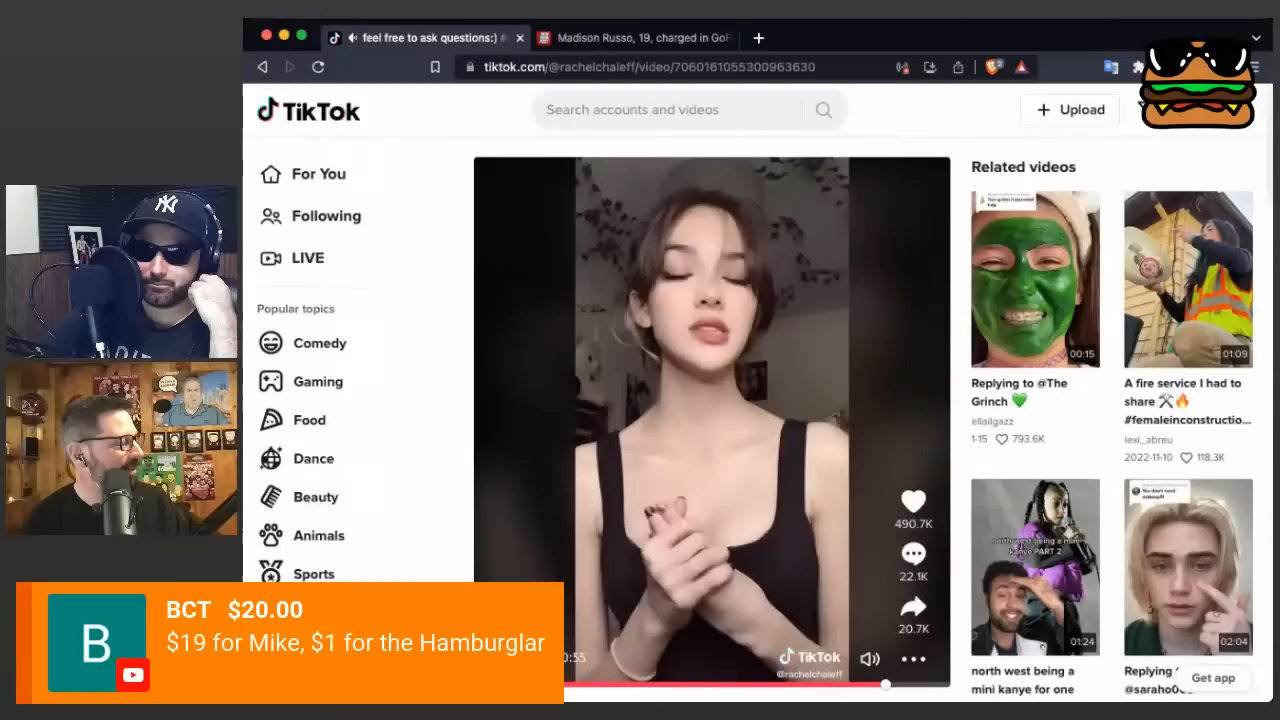 feel free to ask questions:)
Madison Russo, 19, charged in GoF
tiktok.com/@rachelchaleff/video/7060161055300963630
TikTok
Search accounts and videos
Upload
For You
Following
LIVE
Popular topics
Comedy
Gaming
Food
Dance
Beauty
Animals
Sports
490.7K
22.1K
20.7K
0:55
TikTok
@rachelchaleff
Related videos
00:15
Replying to @The
Grinch 💚
ellailgazz
1-15 793.6K
01:09
A fire service I had to
share ⚒️🔥
#femaleinconstructio...
lexi_abreu
2022-11-10 118.3K
north west being a mini
kanye PART 2
01:24
north west being a
mini kanye for one
02:04
Replying
Get app
BCT $20.00
$19 for Mike, $1 for the Hamburglar
B